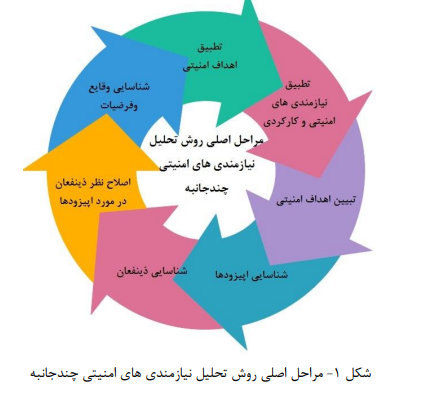 تطبیق
اهداف امنیتی
تطبیق
نیازمندی های
امنیتی و کارکردی
تبیین اهداف امنیتی
شناسایی اپیزودها
شناسایی ذینفعان
اصلاح نظر ذینفعان
در مورد اپیزودها
شناسایی وقایع
وفرضیات
مراحل اصلی روش تحلیل
نیازمندی های امنیتی
چندجانبه
شکل ۱- مراحل اصلی روش تحلیل نیازمندی های امنیتی چندجانبه